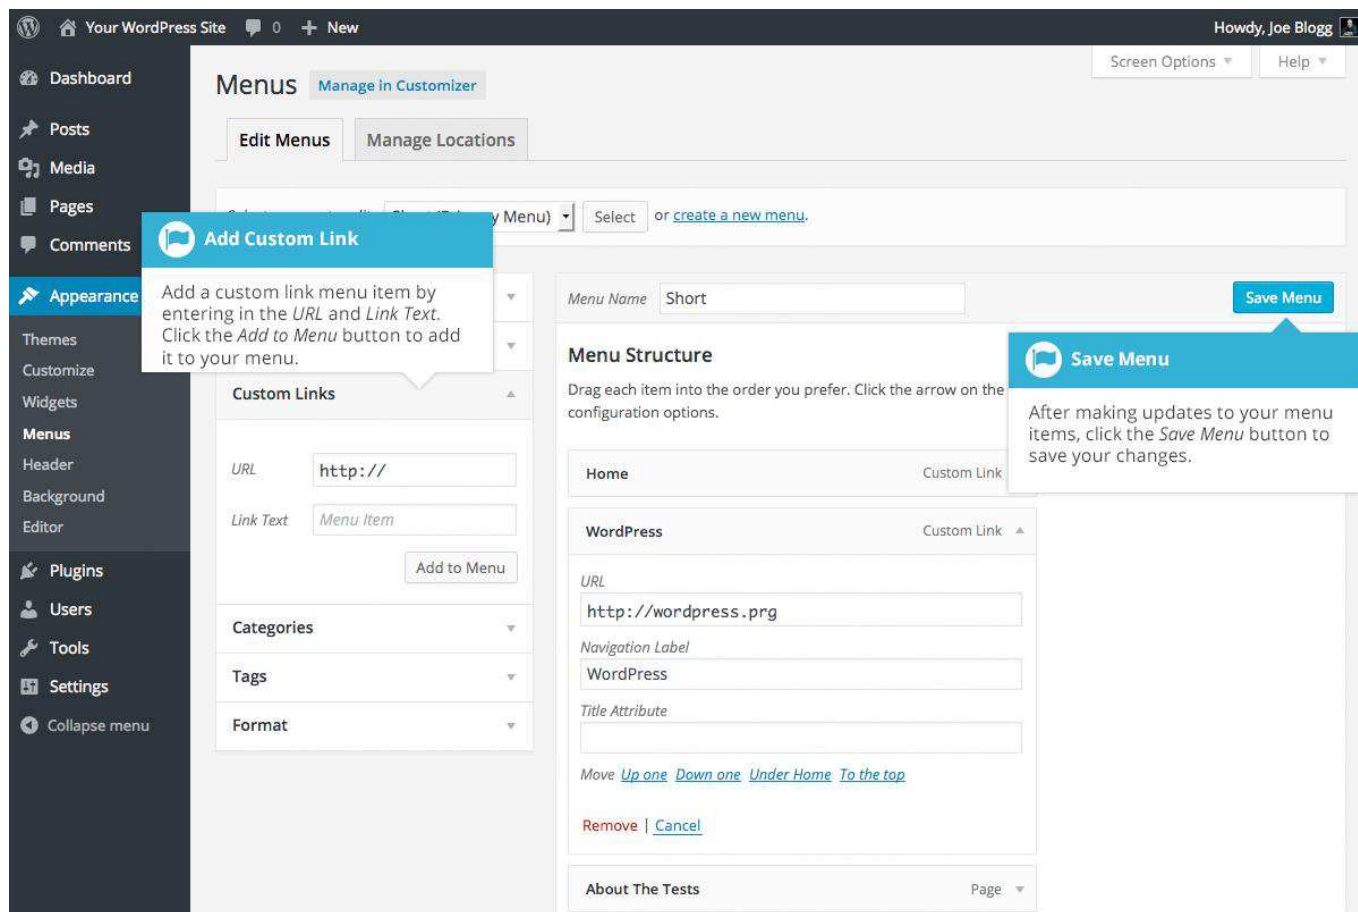 Your WordPress Site 0 + New
Howdy, Joe Blogg
Screen Options
Help
Dashboard
Posts
Media
Pages
Comments
Appearance
Themes
Customize
Widgets
Menus
Header
Background
Editor
Plugins
Users
Tools
Settings
Collapse menu
Menus
Manage in Customizer
Edit Menus
Manage Locations
Menu)
Select
or create a new menu.
Add Custom Link
Add a custom link menu item by
entering in the URL and Link Text.
Click the Add to Menu button to add
it to your menu.
Custom Links
URL
http://
Link Text
Menu Item
Add to Menu
Categories
Tags
Format
Menu Name
Short
Save Menu
Save Menu
After making updates to your menu
items, click the Save Menu button to
save your changes.
Menu Structure
Drag each item into the order you prefer. Click the arrow on the
configuration options.
Home
Custom Link
WordPress
Custom Link
URL
http://wordpress.prg
Navigation Label
WordPress
Title Attribute
Move Up one Down one Under Home To the top
Remove | Cancel
About The Tests
Page